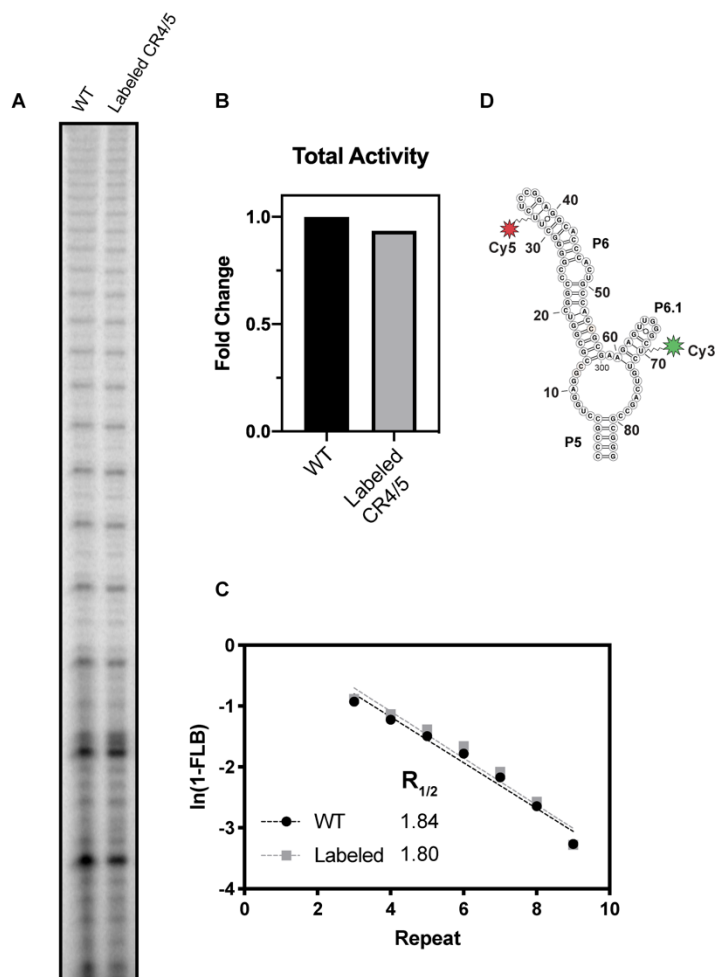 A
WT
Labeled CR4/5
B
Total Activity
Fold Change
1.0
0.5
0.0
WT
Labeled
CR4/5
D
40
Cy5
30
P6
50
20
P6.1
60
70
Cy3
300
10
80
P5
C
ln(1-FLB)
0
-1
-2
-3
-4
R1/2
WT 1.84
Labeled 1.80
0 2 4 6 8 10
Repeat